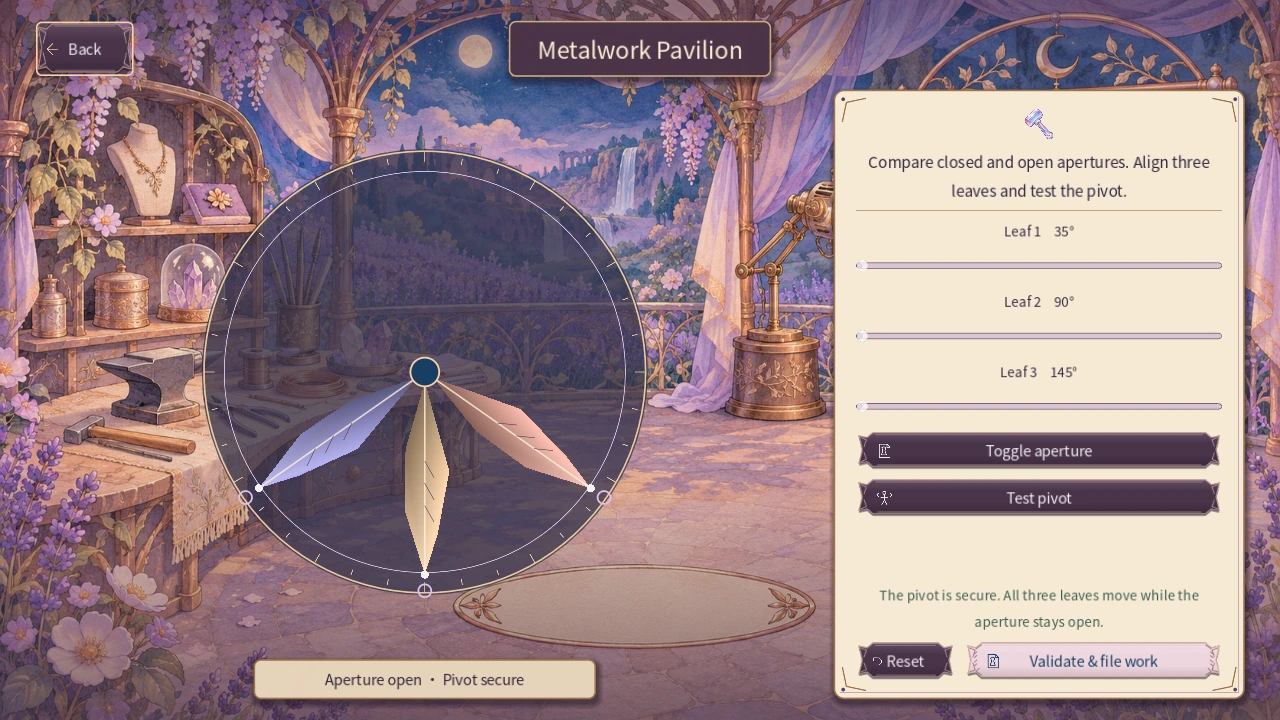 Back
Metalwork Pavilion
Compare closed and open apertures. Align three
leaves and test the pivot.
Leaf 1 35°
Leaf 2 90°
Leaf 3 145°
Toggle aperture
Test pivot
The pivot is secure. All three leaves move while the
aperture stays open.
Reset
Validate & file work
Aperture open • Pivot secure